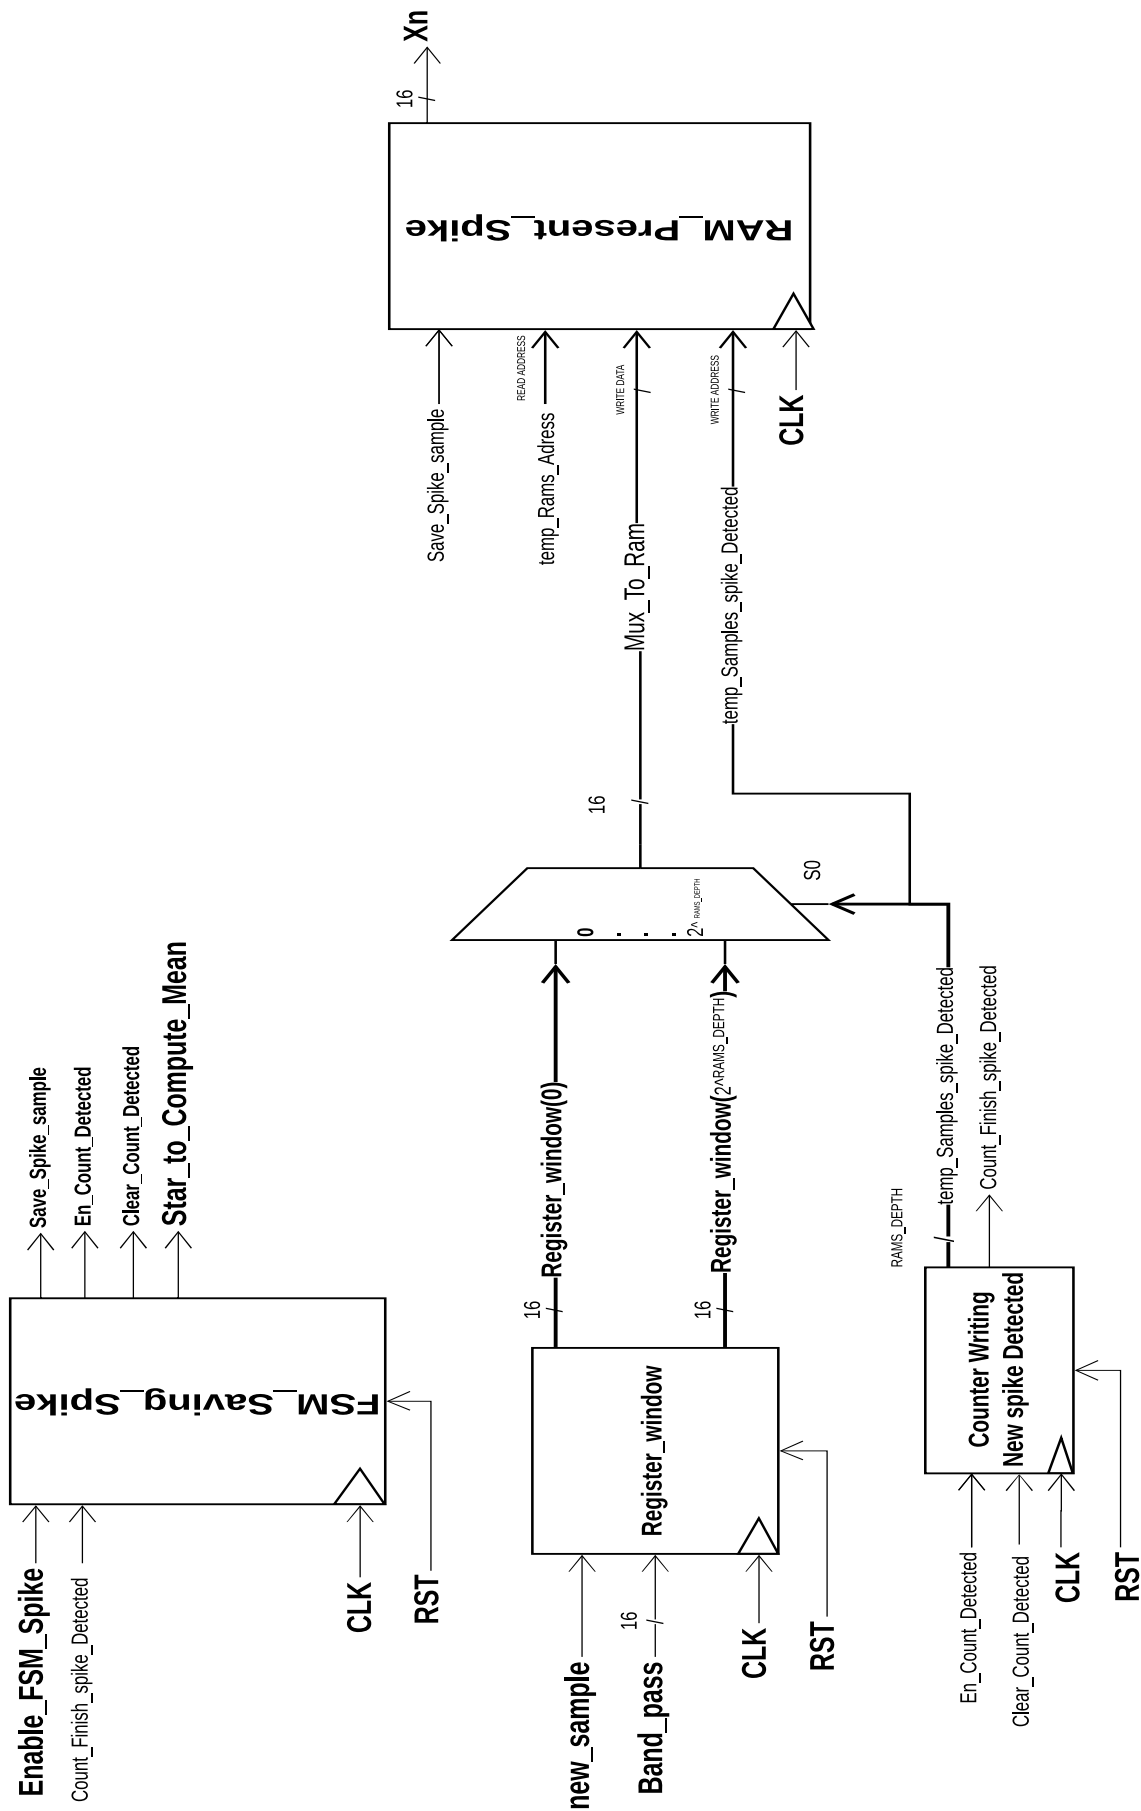 Enable_FSM_Spike
Count_Finish_spike_Detected
CLK
RST
FSM_Saving_Spike
Save_Spike_sample
En_Count_Detected
Clear_Count_Detected
Star_to_Compute_Mean
new_sample
Band_pass
16
CLK
RST
Register_window
16
Register_window(0)
16
Register_window(2^RAMS_DEPTH)
0
.
.
.
2^ RAMS_DEPTH
S0
16
Mux_To_Ram
En_Count_Detected
Clear_Count_Detected
CLK
RST
Counter Writing
New spike Detected
RAMS_DEPTH
temp_Samples_spike_Detected
Count_Finish_spike_Detected
temp_Samples_spike_Detected
Save_Spike_sample
temp_Rams_Adress
READ ADDRESS
WRITE DATA
WRITE ADDRESS
CLK
RAM_Present_Spike
16
Xn